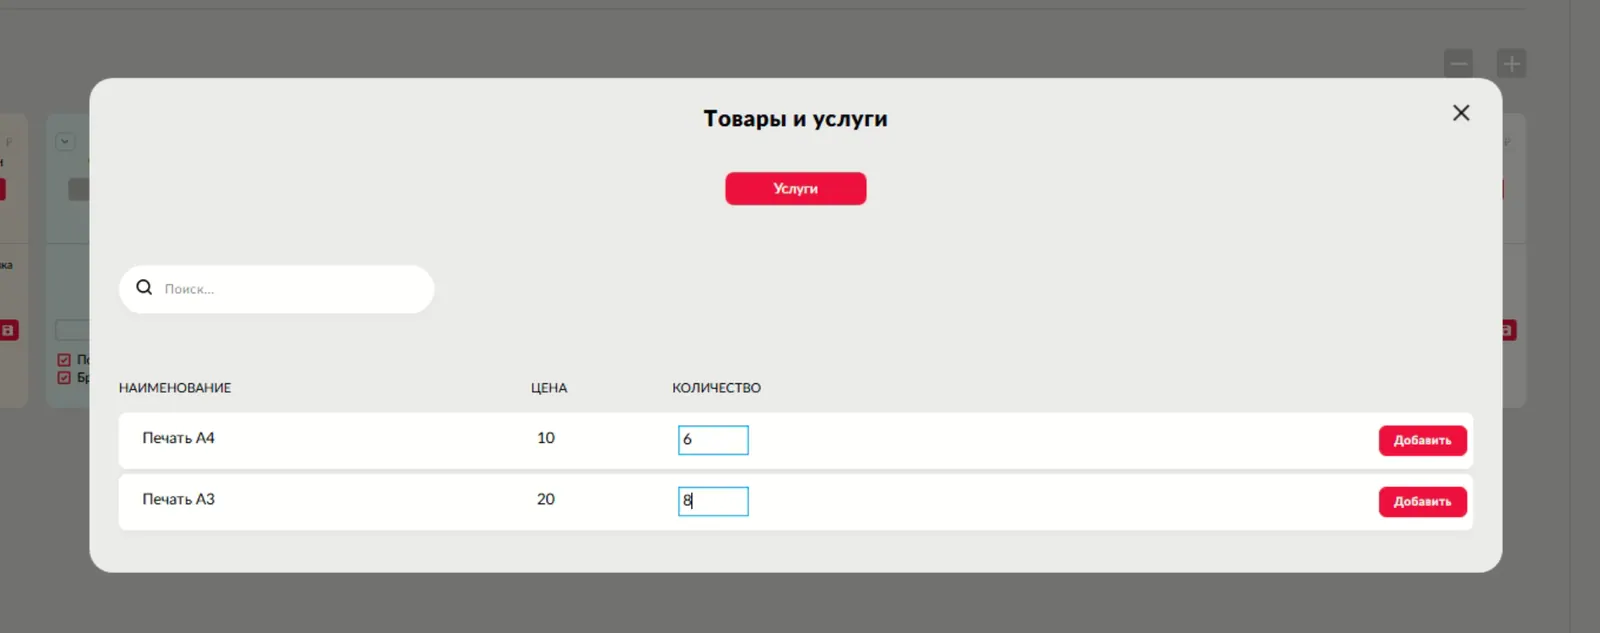 Товары и услуги
Услуги
Поиск...
НАИМЕНОВАНИЕ ЦЕНА КОЛИЧЕСТВО
Печать А4 10 6 Добавить
Печать А3 20 8 Добавить